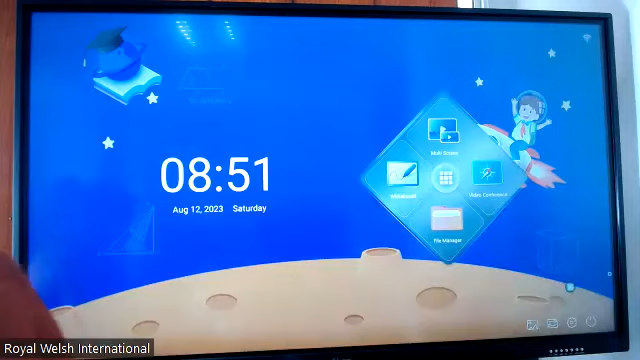 08:51
Aug 12, 2023 Saturday
Multi Screen
Whiteboard
Video Conference
File Manager
Royal Welsh International